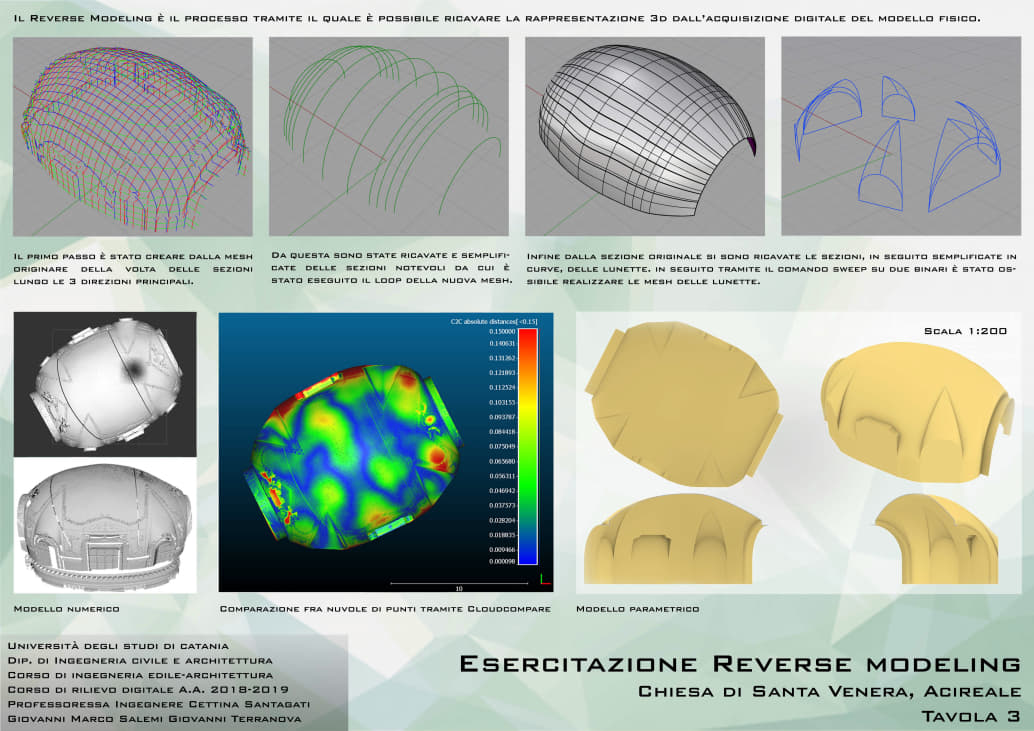 Il Reverse Modeling è il processo tramite il quale è possibile ricavare la rappresentazione 3d dall'acquisizione digitale del modello fisico.
Il primo passo è stato creare dalla mesh
originare della volta delle sezioni
lungo le 3 direzioni principali.
Da questa sono state ricavate e semplifi-
cate delle sezioni notevoli da cui è
stato eseguito il loop della nuova mesh.
Infine dalla sezione originale si sono ricavate le sezioni, in seguito semplificate in
curve, delle lunette. in seguito tramite il comando sweep su due binari è stato os-
sibile realizzare le mesh delle lunette.
C2C absolute distances[<0.15]
0.150000
0.140631
0.131262
0.121893
0.112524
0.103155
0.093787
0.084418
0.075049
0.065680
0.056311
0.046942
0.037573
0.028204
0.018835
0.009466
0.000098
10
Scala 1:200
Modello numerico
Comparazione fra nuvole di punti tramite Cloudcompare
Modello parametrico
Università degli studi di catania
Dip. di Ingegneria civile e architettura
Corso di ingegneria edile-architettura
Corso di rilievo digitale A.A. 2018-2019
Professoressa Ingegnere Cettina Santagati
Giovanni Marco Salemi Giovanni Terranova
Esercitazione Reverse modeling
Chiesa di Santa Venera, Acireale
Tavola 3